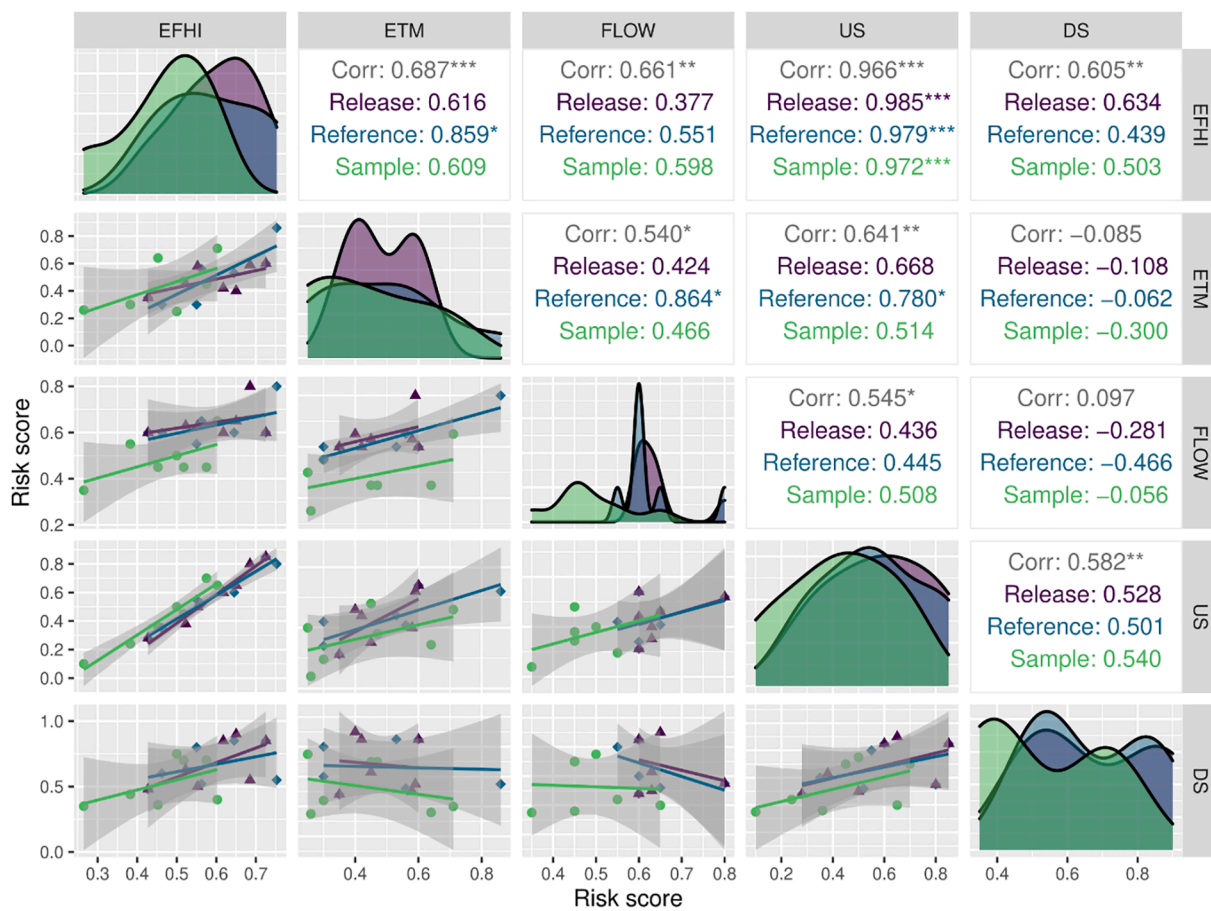 EFHI ETM FLOW US DS
Corr: 0.687*** Corr: 0.661** Corr: 0.966*** Corr: 0.605**
Release: 0.616 Release: 0.377 Release: 0.985*** Release: 0.634
Reference: 0.859* Reference: 0.551 Reference: 0.979*** Reference: 0.439
Sample: 0.609 Sample: 0.598 Sample: 0.972*** Sample: 0.503
EFHI
Corr: 0.540* Corr: 0.641** Corr: −0.085
Release: 0.424 Release: 0.668 Release: −0.108
Reference: 0.864* Reference: 0.780* Reference: −0.062
Sample: 0.466 Sample: 0.514 Sample: −0.300
ETM
0.8
0.6
0.4
0.2
0.0
Corr: 0.545* Corr: 0.097
Release: 0.436 Release: −0.281
Reference: 0.445 Reference: −0.466
Sample: 0.508 Sample: −0.056
FLOW
0.8
0.6
0.4
0.2
Risk score
Corr: 0.582**
Release: 0.528
Reference: 0.501
Sample: 0.540
US
0.8
0.6
0.4
0.2
0.0
DS
1.0
0.5
0.0
0.3 0.4 0.5 0.6 0.7 0.4 0.6 0.8 0.4 0.5 0.6 0.7 0.8 0.2 0.4 0.6 0.8 0.4 0.6 0.8
Risk score